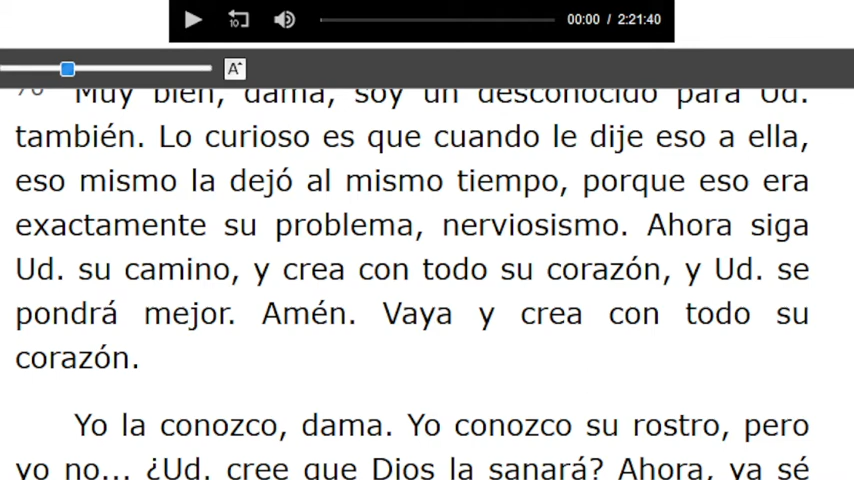 10
00:00 / 2:21:40
A
Muy bien, dama, soy un desconocido para Ud.
también. Lo curioso es que cuando le dije eso a ella,
eso mismo la dejó al mismo tiempo, porque eso era
exactamente su problema, nerviosismo. Ahora siga
Ud. su camino, y crea con todo su corazón, y Ud. se
pondrá mejor. Amén. Vaya y crea con todo su
corazón.
Yo la conozco, dama. Yo conozco su rostro, pero
yo no... ¿Ud. cree que Dios la sanará? Ahora, ya sé